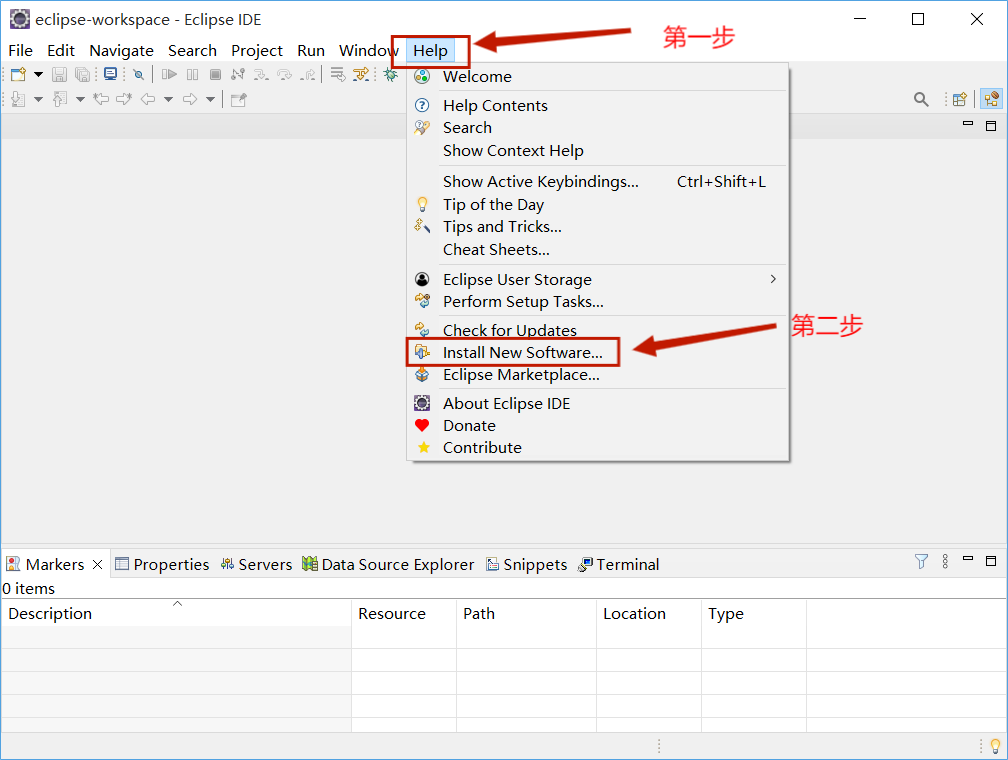 eclipse-workspace - Eclipse IDE
File Edit Navigate Search Project Run Window Help
第一步
Welcome
Help Contents
Search
Show Context Help
Show Active Keybindings... Ctrl+Shift+L
Tip of the Day
Tips and Tricks...
Cheat Sheets...
Eclipse User Storage
Perform Setup Tasks...
Check for Updates
第二步
Install New Software...
Eclipse Marketplace...
About Eclipse IDE
Donate
Contribute
Markers Properties Servers Data Source Explorer Snippets Terminal
0 items
Description Resource Path Location Type